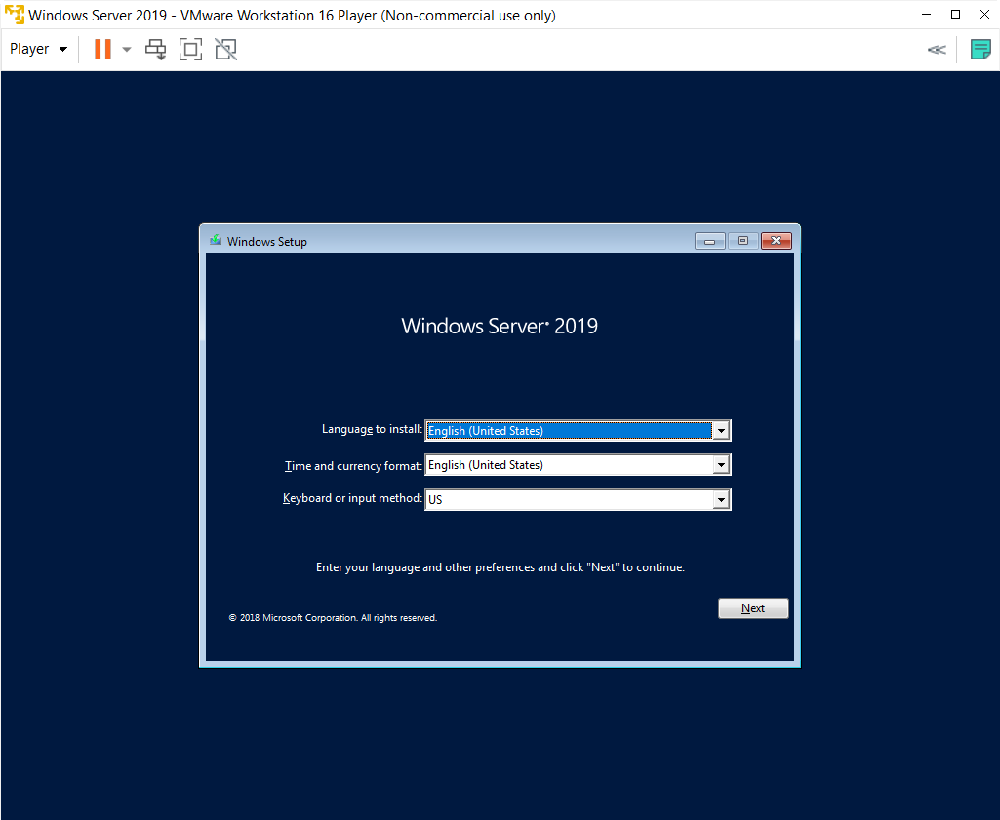 Windows Server 2019 - VMware Workstation 16 Player (Non-commercial use only)
Player
Windows Setup
Windows Server® 2019
Language to install: English (United States)
Time and currency format: English (United States)
Keyboard or input method: US
Enter your language and other preferences and click "Next" to continue.
Next
© 2018 Microsoft Corporation. All rights reserved.